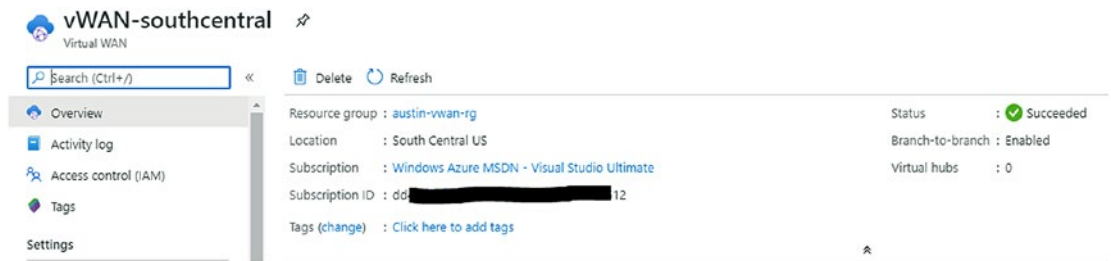 vWAN-southcentral
Virtual WAN
Search (Ctrl+/)
«
Delete
Refresh
Overview
Activity log
Access control (IAM)
Tags
Settings
Resource group : austin-vwan-rg
Location : South Central US
Subscription : Windows Azure MSDN - Visual Studio Ultimate
Subscription ID : dd 12
Tags (change) : Click here to add tags
Status : Succeeded
Branch-to-branch : Enabled
Virtual hubs : 0